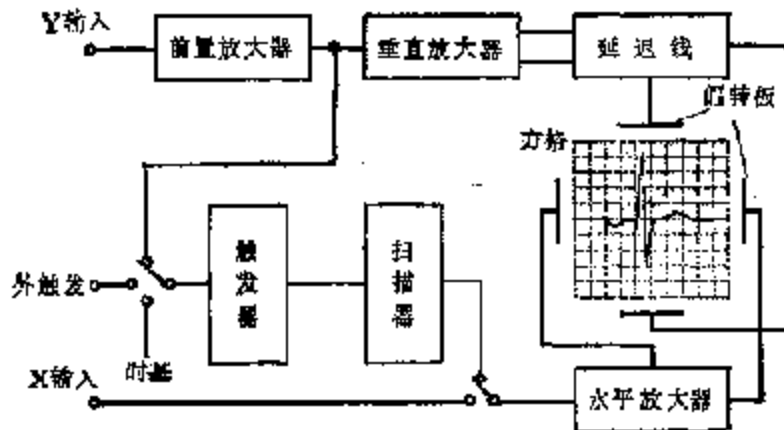 Y输入
前置放大器
垂直放大器
延迟线
偏转板
方格
外触发
触发器
扫描器
时基
X输入
水平放大器